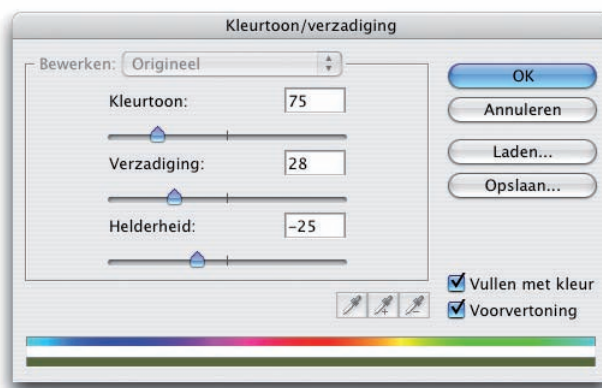 Kleurtoon/verzadiging
Bewerken: Origineel
Kleurtoon: 75
Verzadiging: 28
Helderheid: -25
OK
Annuleren
Laden...
Opslaan...
Vullen met kleur
Voorvertoning